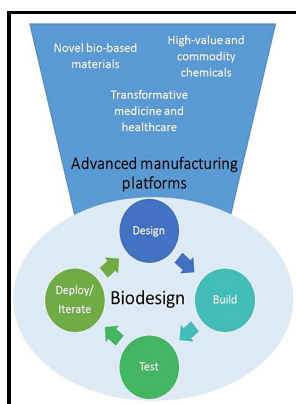 Novel bio-based
materials
High-value and
commodity
chemicals
Transformative
medicine and
healthcare
Advanced manufacturing
platforms
Design
Deploy/
Iterate
Biodesign
Build
Test